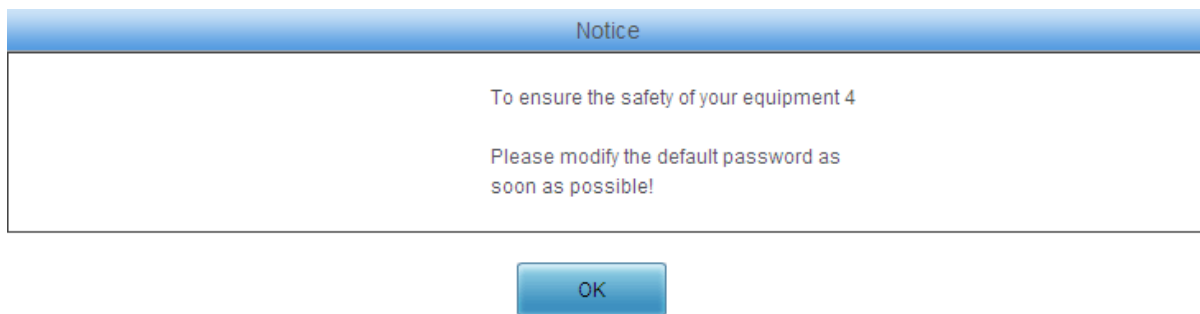 Notice
To ensure the safety of your equipment 4
Please modify the default password as
soon as possible!
OK